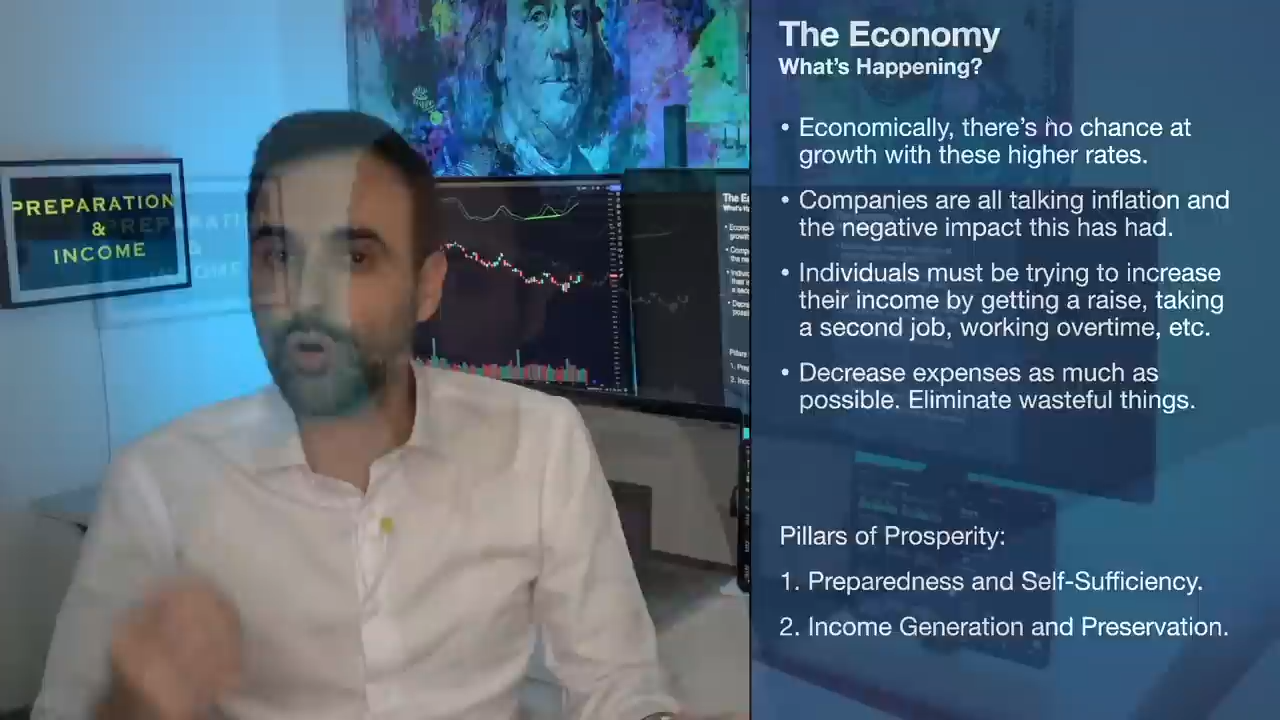 PREPARATION
&
INCOME
The Economy
What's Happening?
• Economically, there's no chance at
growth with these higher rates.
• Companies are all talking inflation and
the negative impact this has had.
• Individuals must be trying to increase
their income by getting a raise, taking
a second job, working overtime, etc.
• Decrease expenses as much as
possible. Eliminate wasteful things.
Pillars of Prosperity:
1. Preparedness and Self-Sufficiency.
2. Income Generation and Preservation.